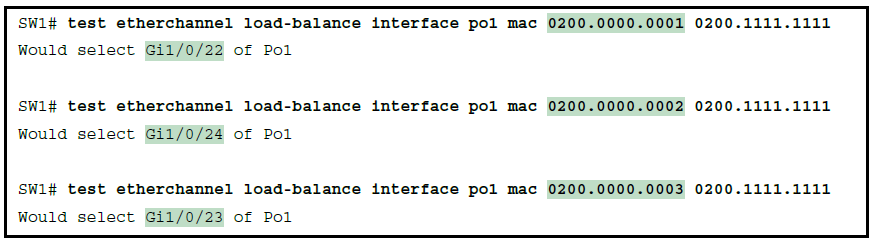 SW1# test etherchannel load-balance interface po1 mac 0200.0000.0001 0200.1111.1111
Would select Gi1/0/22 of Po1
SW1# test etherchannel load-balance interface po1 mac 0200.0000.0002 0200.1111.1111
Would select Gi1/0/24 of Po1
SW1# test etherchannel load-balance interface po1 mac 0200.0000.0003 0200.1111.1111
Would select Gi1/0/23 of Po1